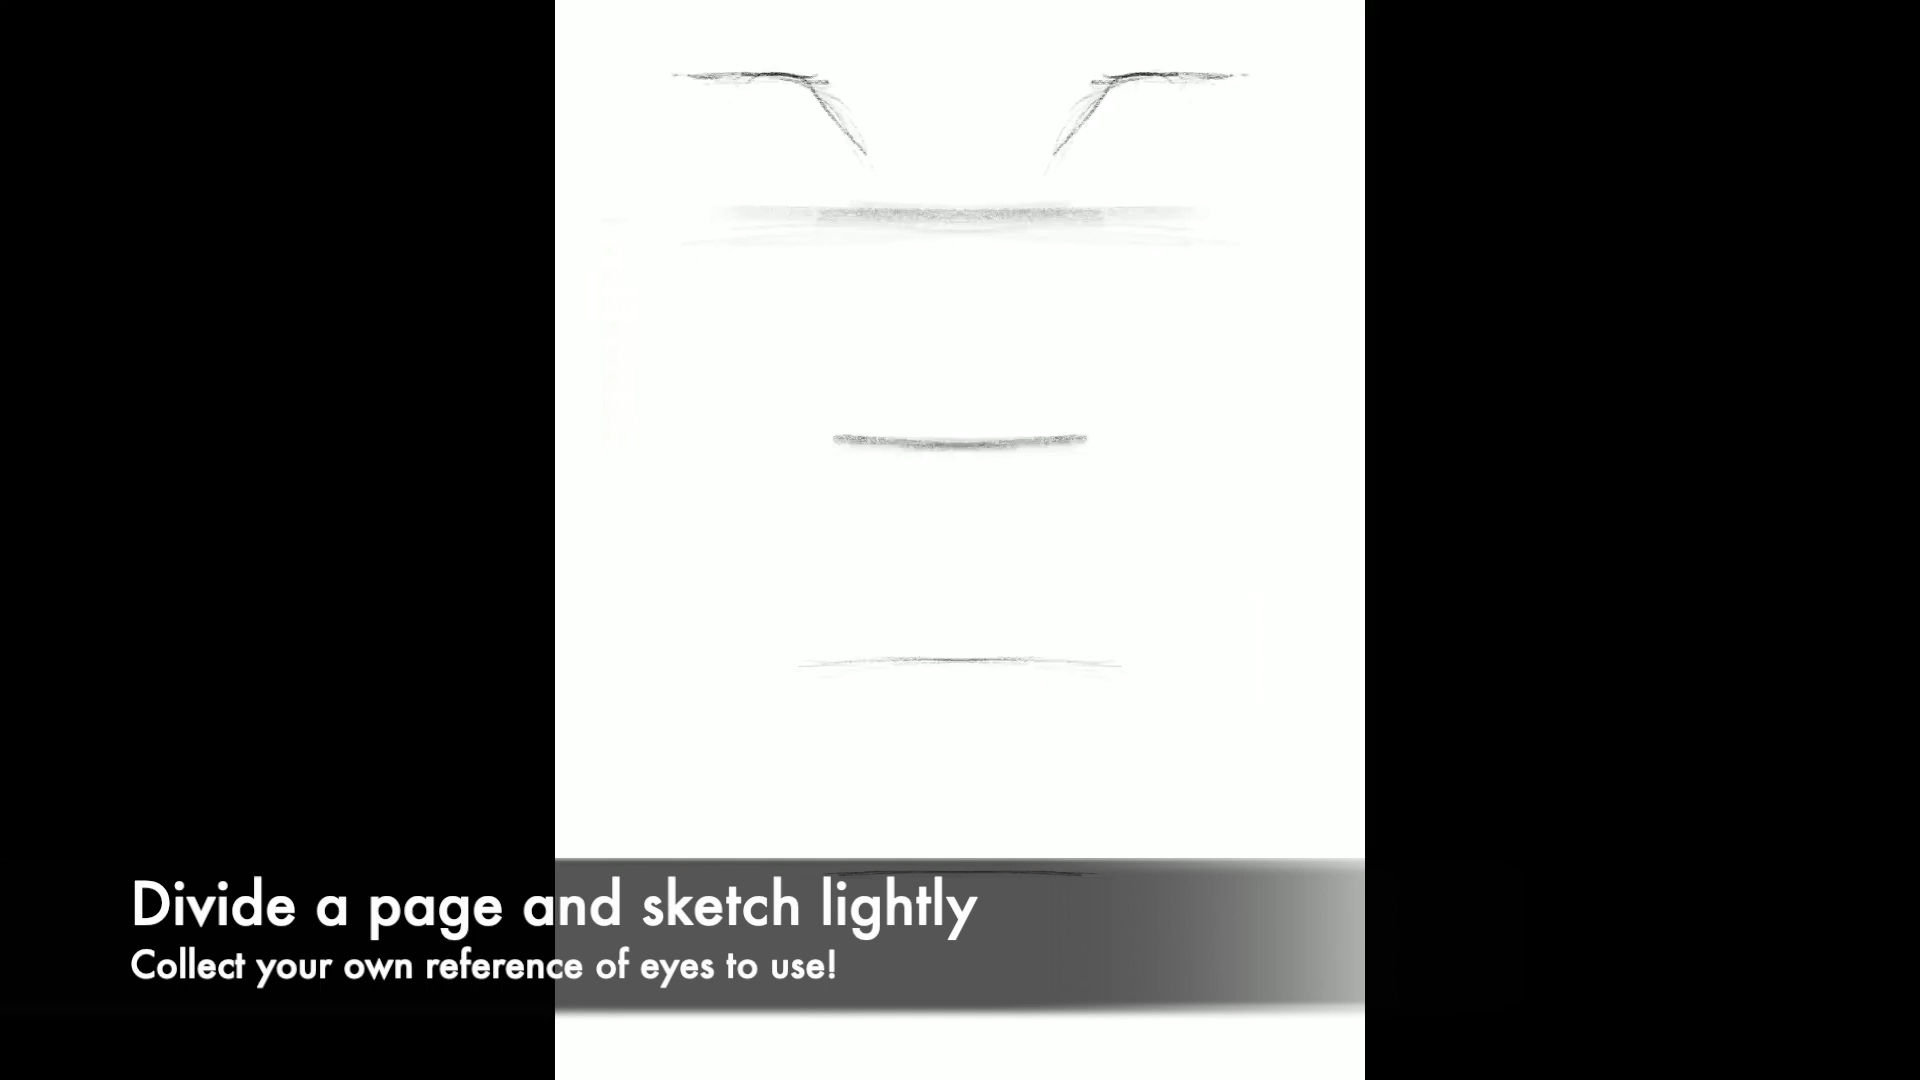 Divide a page and sketch lightly
Collect your own reference of eyes to use!